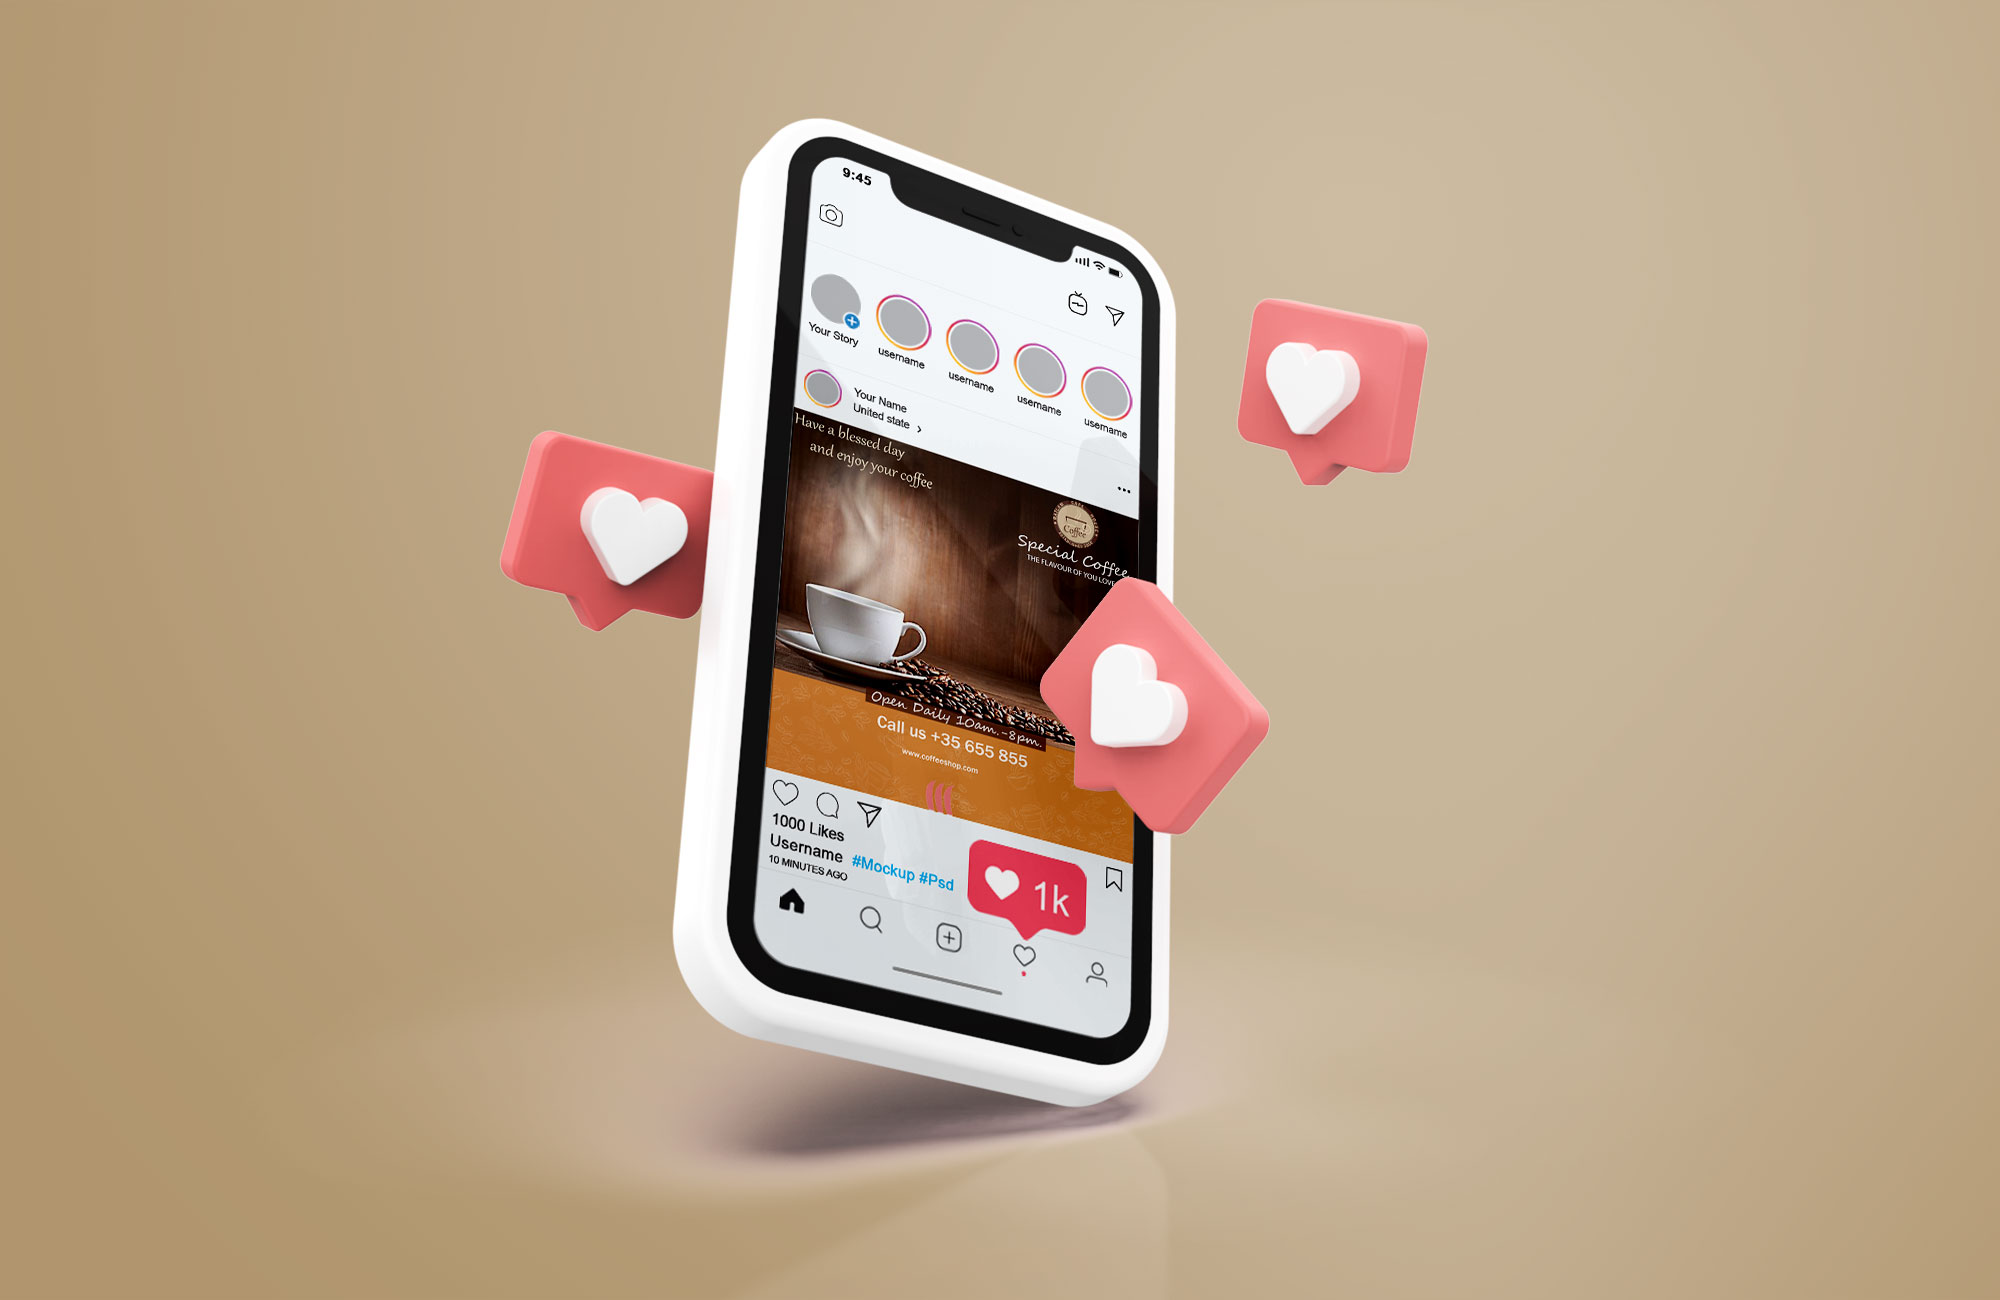 9:45
Your Story
username
username
username
username
Your Name
United state
Have a blessed day
and enjoy your coffee
Coffee
Special Coffee
THE FLAVOUR OF YOU LOVE
Open Daily 10am.-8pm.
Call us +35 655 855
www.coffeeshop.com
1000 Likes
Username #Mockup #Psd
10 MINUTES AGO
1k